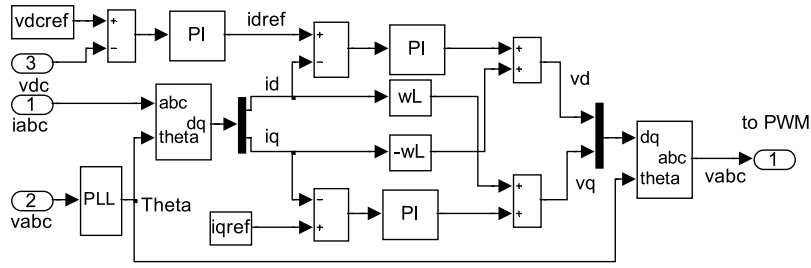 vdcref
+
−
PI
idref
+
−
PI
+
+
3
vdc
1
iabc
abc
dq
theta
id
iq
wL
-wL
vd
vq
2
vabc
PLL
Theta
iqref
−
+
PI
+
+
dq
abc
theta
to PWM
1
vabc